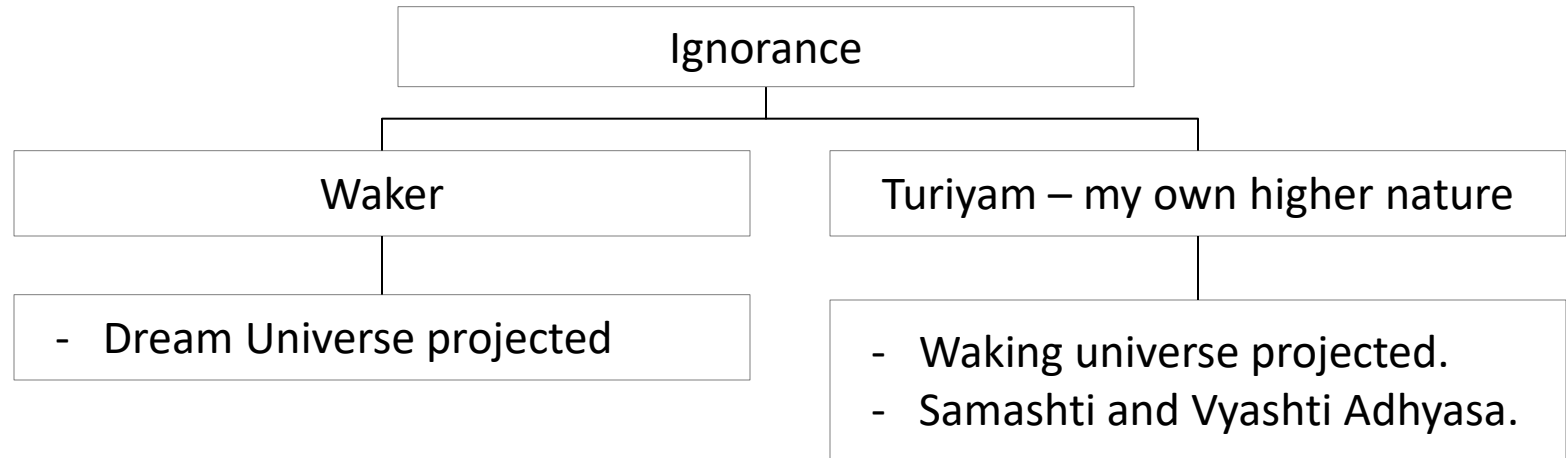 Ignorance
Waker
Turiyam – my own higher nature
- Dream Universe projected
- Waking universe projected.
- Samashti and Vyashti Adhyasa.